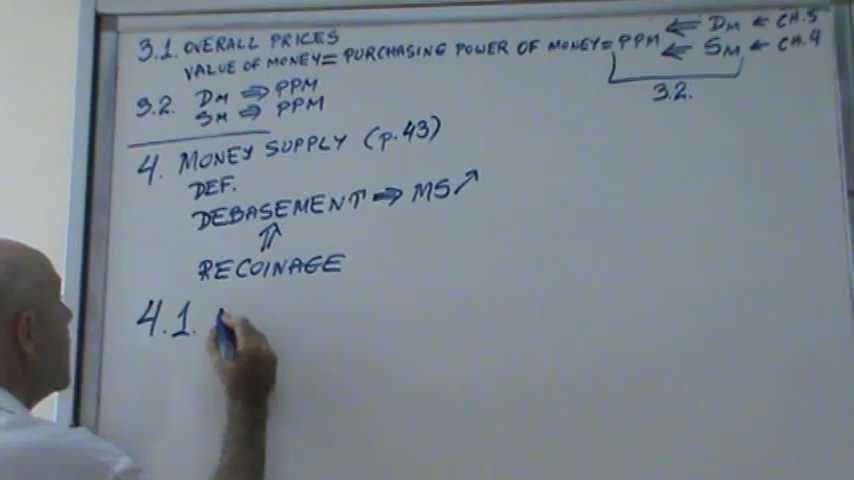 3.1. OVERALL PRICES
VALUE OF MONEY = PURCHASING POWER OF MONEY = PPM ⇐ DM ← CH.5
⇐ SM ← CH.4
3.2.
3.2. DM ⇒ PPM
SM ⇒ PPM
4. MONEY SUPPLY (p.43)
DEF.
DEBASEMENT ⇒ MS ↗
⇑
RECOINAGE
4.1.